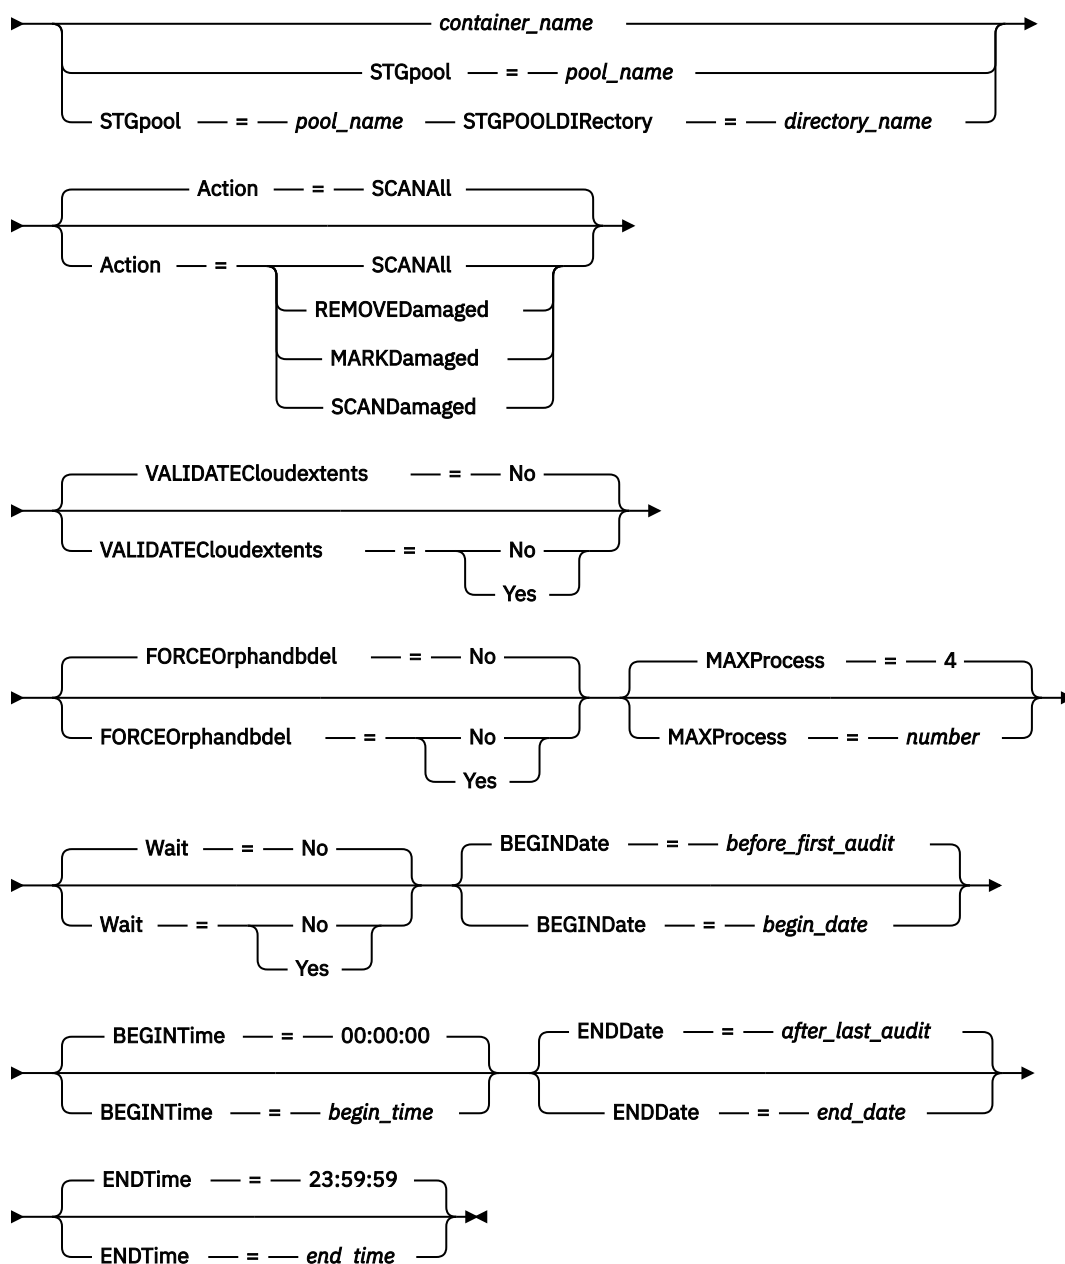 container_name
STGpool = pool_name
STGpool = pool_name STGPOOLDIRectory = directory_name
Action = SCANAll
Action = SCANAll
REMOVEDamaged
MARKDamaged
SCANDamaged
VALIDATECloudextents = No
VALIDATECloudextents = No
Yes
FORCEOrphandbdel = No MAXProcess = 4
FORCEOrphandbdel = No MAXProcess = number
Yes
Wait = No BEGINDate = before_first_audit
Wait = No BEGINDate = begin_date
Yes
BEGINTime = 00:00:00 ENDDate = after_last_audit
BEGINTime = begin_time ENDDate = end_date
ENDTime = 23:59:59
ENDTime = end_time